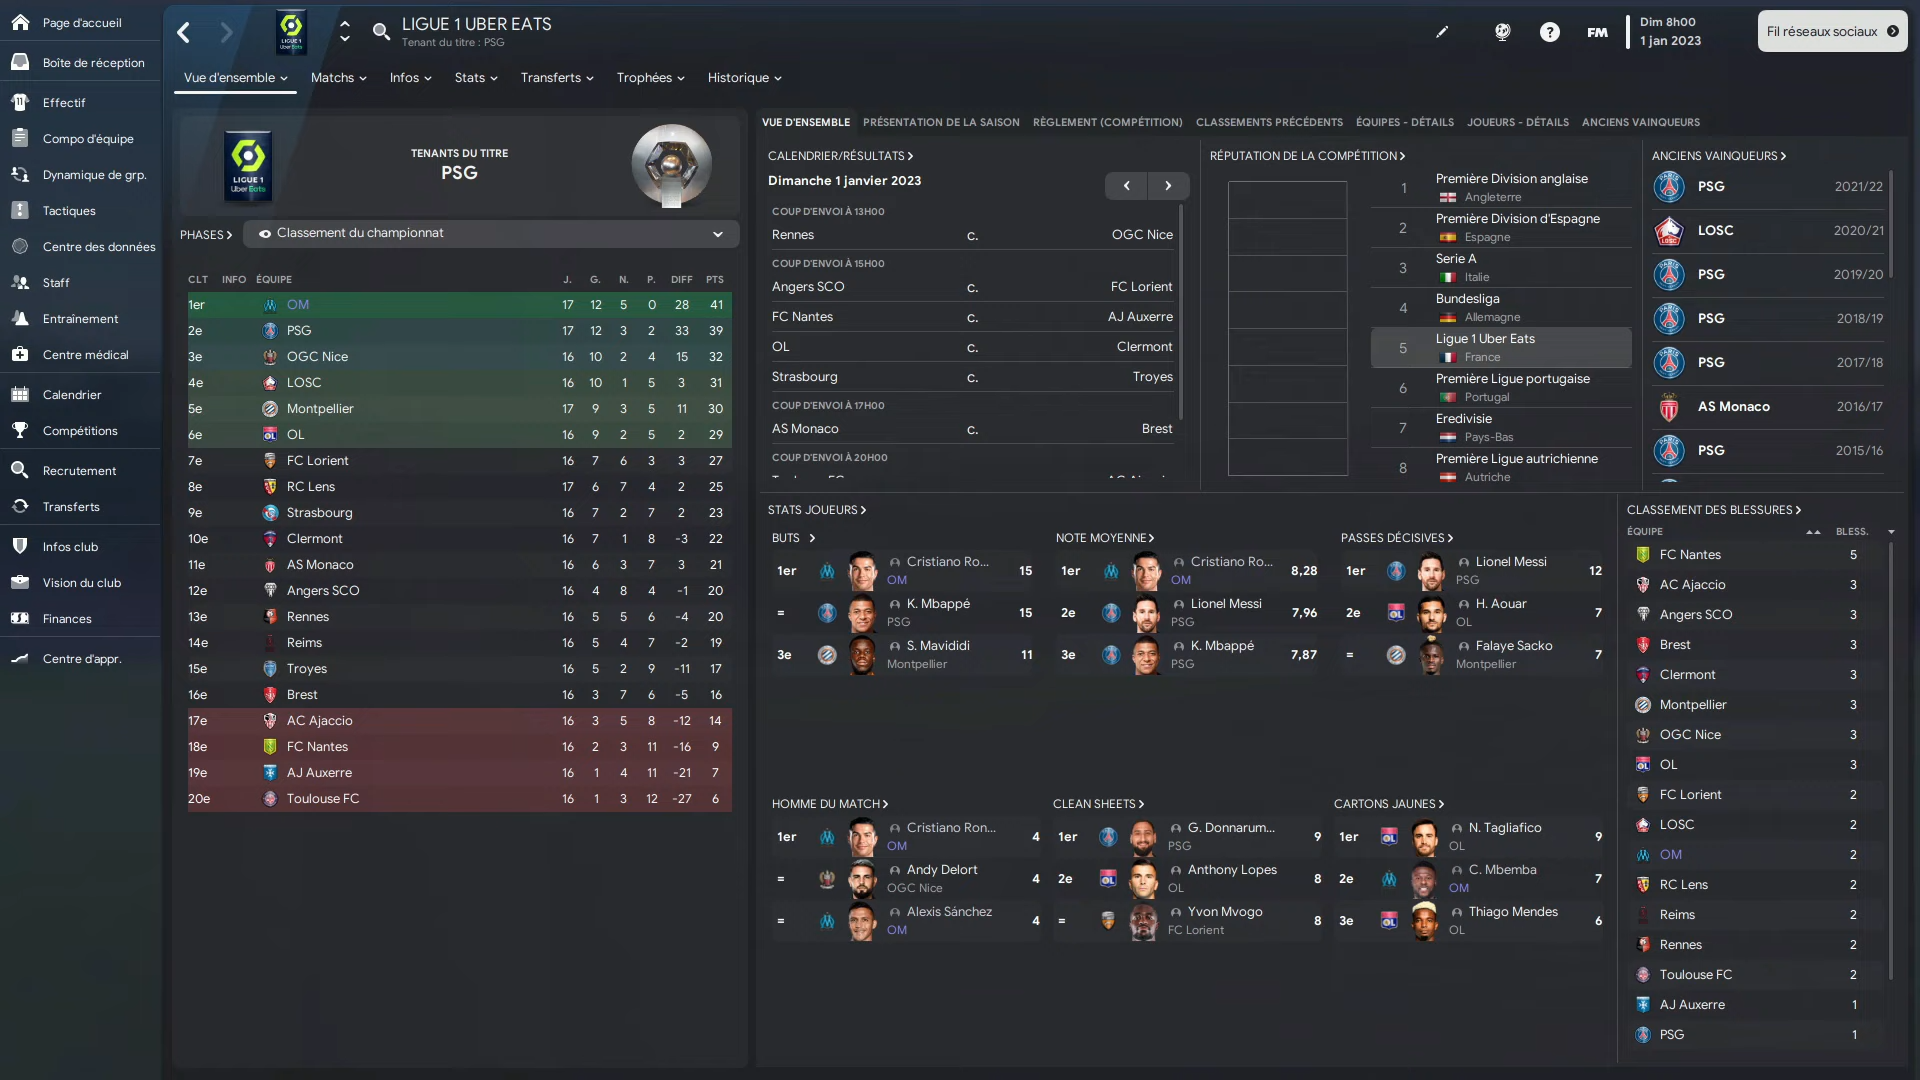 Page d'accueil
Boîte de réception
Effectif
Compo d'équipe
Dynamique de grp.
Tactiques
Centre des données
Staff
Entraînement
Centre médical
Calendrier
Compétitions
Recrutement
Transferts
Infos club
Vision du club
Finances
Centre d'appr.
LIGUE 1 UBER EATS
Tenant du titre : PSG
FM
Dim 8h00
1 jan 2023
Fil réseaux sociaux
Vue d'ensemble Matchs Infos Stats Transferts Trophées Historique
LIGUE 1
Uber Eats
TENANTS DU TITRE
PSG
PHASES Classement du championnat
CLT INFO ÉQUIPE J. G. N. P. DIFF PTS
1er OM 17 12 5 0 28 41
2e PSG 17 12 3 2 33 39
3e OGC Nice 16 10 2 4 15 32
4e LOSC 16 10 1 5 3 31
5e Montpellier 17 9 3 5 11 30
6e OL 16 9 2 5 2 29
7e FC Lorient 16 7 6 3 3 27
8e RC Lens 17 6 7 4 2 25
9e Strasbourg 16 7 2 7 2 23
10e Clermont 16 7 1 8 -3 22
11e AS Monaco 16 6 3 7 3 21
12e Angers SCO 16 4 8 4 -1 20
13e Rennes 16 5 5 6 -4 20
14e Reims 16 5 4 7 -2 19
15e Troyes 16 5 2 9 -11 17
16e Brest 16 3 7 6 -5 16
17e AC Ajaccio 16 3 5 8 -12 14
18e FC Nantes 16 2 3 11 -16 9
19e AJ Auxerre 16 1 4 11 -21 7
20e Toulouse FC 16 1 3 12 -27 6
VUE D'ENSEMBLE PRÉSENTATION DE LA SAISON RÈGLEMENT (COMPÉTITION) CLASSEMENTS PRÉCÉDENTS ÉQUIPES - DÉTAILS JOUEURS - DÉTAILS ANCIENS VAINQUEURS
CALENDRIER/RÉSULTATS
Dimanche 1 janvier 2023
COUP D'ENVOI À 13H00
Rennes c. OGC Nice
COUP D'ENVOI À 15H00
Angers SCO c. FC Lorient
FC Nantes c. AJ Auxerre
OL c. Clermont
Strasbourg c. Troyes
COUP D'ENVOI À 17H00
AS Monaco c. Brest
COUP D'ENVOI À 20H00
RÉPUTATION DE LA COMPÉTITION
1 Première Division anglaise
Angleterre
2 Première Division d'Espagne
Espagne
3 Serie A
Italie
4 Bundesliga
Allemagne
5 Ligue 1 Uber Eats
France
6 Première Ligue portugaise
Portugal
7 Eredivisie
Pays-Bas
8 Première Ligue autrichienne
Autriche
ANCIENS VAINQUEURS
PSG 2021/22
LOSC 2020/21
PSG 2019/20
PSG 2018/19
PSG 2017/18
AS Monaco 2016/17
PSG 2015/16
STATS JOUEURS
BUTS
1er Cristiano Ro... 15
OM
= K. Mbappé 15
PSG
3e S. Mavididi 11
Montpellier
NOTE MOYENNE
1er Cristiano Ro... 8,28
OM
2e Lionel Messi 7,96
PSG
3e K. Mbappé 7,87
PSG
PASSES DÉCISIVES
1er Lionel Messi 12
PSG
2e H. Aouar 7
OL
= Falaye Sacko 7
Montpellier
HOMME DU MATCH
1er Cristiano Ron... 4
OM
= Andy Delort 4
OGC Nice
= Alexis Sánchez 4
OM
CLEAN SHEETS
1er G. Donnarum... 9
PSG
2e Anthony Lopes 8
OL
= Yvon Mvogo 8
FC Lorient
CARTONS JAUNES
1er N. Tagliafico 9
OL
2e C. Mbemba 7
OM
3e Thiago Mendes 6
OL
CLASSEMENT DES BLESSURES
ÉQUIPE BLESS.
FC Nantes 5
AC Ajaccio 3
Angers SCO 3
Brest 3
Clermont 3
Montpellier 3
OGC Nice 3
OL 3
FC Lorient 2
LOSC 2
OM 2
RC Lens 2
Reims 2
Rennes 2
Toulouse FC 2
AJ Auxerre 1
PSG 1